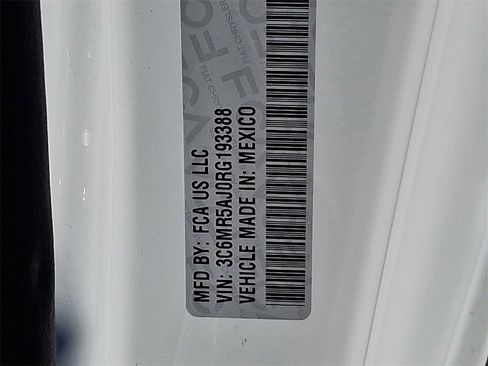 MFD BY: FCA US LLC
VIN: 3C6MR5AJ0RG193388
VEHICLE MADE IN: MEXICO